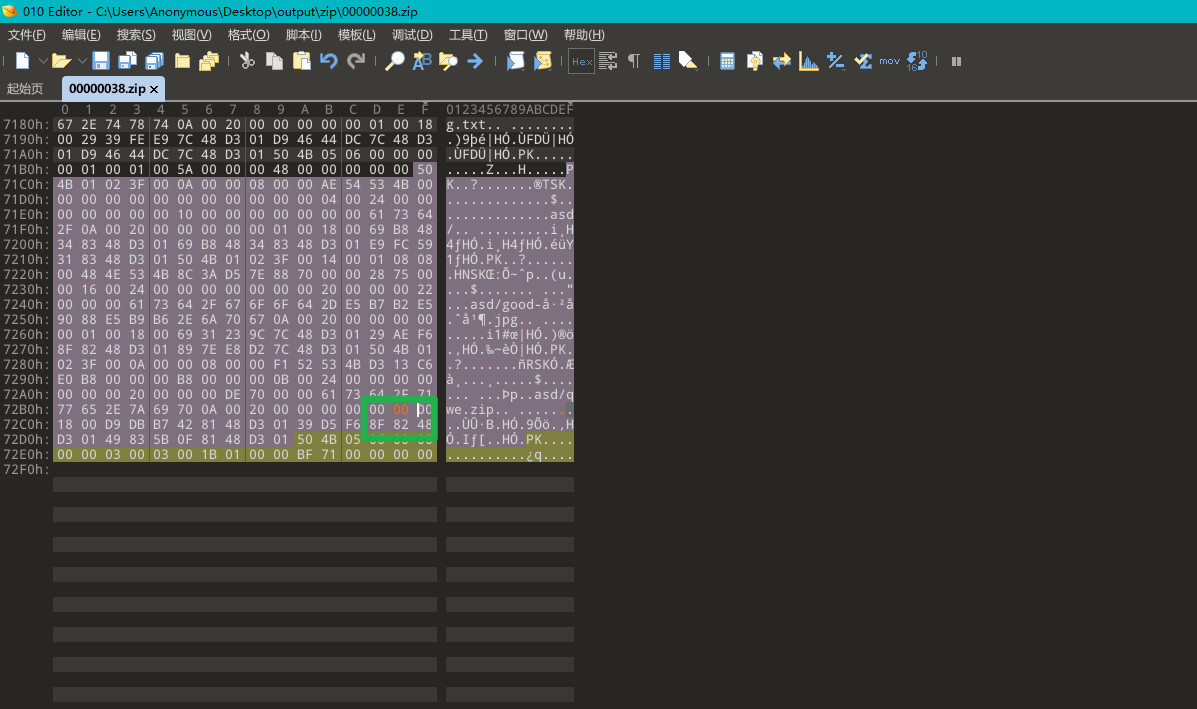 010 Editor - C:\Users\Anonymous\Desktop\output\zip\00000038.zip
文件(F) 编辑(E) 搜索(S) 视图(V) 格式(O) 脚本(I) 模板(L) 调试(D) 工具(T) 窗口(W) 帮助(H)
Hex mov
起始页 00000038.zip ×
0 1 2 3 4 5 6 7 8 9 A B C D E F 0123456789ABCDEF
7180h: 67 2E 74 78 74 0A 00 20 00 00 00 00 00 01 00 18 g.txt.. ........
7190h: 00 29 39 FE E9 7C 48 D3 01 D9 46 44 DC 7C 48 D3 .)9þé|HÓ.ÙFDÜ|HÓ
71A0h: 01 D9 46 44 DC 7C 48 D3 01 50 4B 05 06 00 00 00 .ÙFDÜ|HÓ.PK.....
71B0h: 00 01 00 01 00 5A 00 00 00 48 00 00 00 00 00 50 .....Z...H.....P
71C0h: 4B 01 02 3F 00 0A 00 00 00 08 00 00 AE 54 53 4B 00 K..?.......®TSK.
71D0h: 00 00 00 00 00 00 00 00 00 00 00 04 00 24 00 00 .............$..
71E0h: 00 00 00 00 00 10 00 00 00 00 00 00 00 61 73 64 .............asd
71F0h: 2F 0A 00 20 00 00 00 00 00 01 00 18 00 69 B8 48 /.. .........i¸H
7200h: 34 83 48 D3 01 69 B8 48 34 83 48 D3 01 E9 FC 59 4ƒHÓ.i¸H4ƒHÓ.éüY
7210h: 31 83 48 D3 01 50 4B 01 02 3F 00 14 00 01 08 08 1ƒHÓ.PK..?......
7220h: 00 48 4E 53 4B 8C 3A D5 7E 88 70 00 00 28 75 00 .HNSKŒ:Õ~ˆp..(u.
7230h: 00 16 00 24 00 00 00 00 00 00 00 20 00 00 00 22 ...$....... ..."
7240h: 00 00 00 61 73 64 2F 67 6F 6F 64 2D E5 B7 B2 E5 ...asd/good-å·²å
7250h: 90 88 E5 B9 B6 2E 6A 70 67 0A 00 20 00 00 00 00 .ˆå¹¶.jpg.. ....
7260h: 00 01 00 18 00 69 31 23 9C 7C 48 D3 01 29 AE F6 .....i1#œ|HÓ.)®ö
7270h: 8F 82 48 D3 01 89 7E E8 D2 7C 48 D3 01 50 4B 01 .‚HÓ.‰~èÒ|HÓ.PK.
7280h: 02 3F 00 0A 00 00 00 08 00 F1 52 53 4B D3 13 C6 .?.......ñRSKÓ.Æ
7290h: E0 B8 00 00 00 B8 00 00 00 0B 00 24 00 00 00 00 à¸...¸.....$....
72A0h: 00 00 00 20 00 00 00 DE 70 00 00 61 73 64 2F 71 ... ...Þp..asd/q
72B0h: 77 65 2E 7A 69 70 0A 00 20 00 00 00 00 00 00 00 we.zip.. .......
72C0h: 18 00 D9 DB B7 42 81 48 D3 01 39 D5 F6 8F 82 48 ..ÙÛ·B.HÓ.9Õö.‚H
72D0h: D3 01 49 83 5B 0F 81 48 D3 01 50 4B 05 00 00 00 Ó.Iƒ[..HÓ.PK....
72E0h: 00 00 03 00 03 00 1B 01 00 00 BF 71 00 00 00 00 ..........¿q....
72F0h: